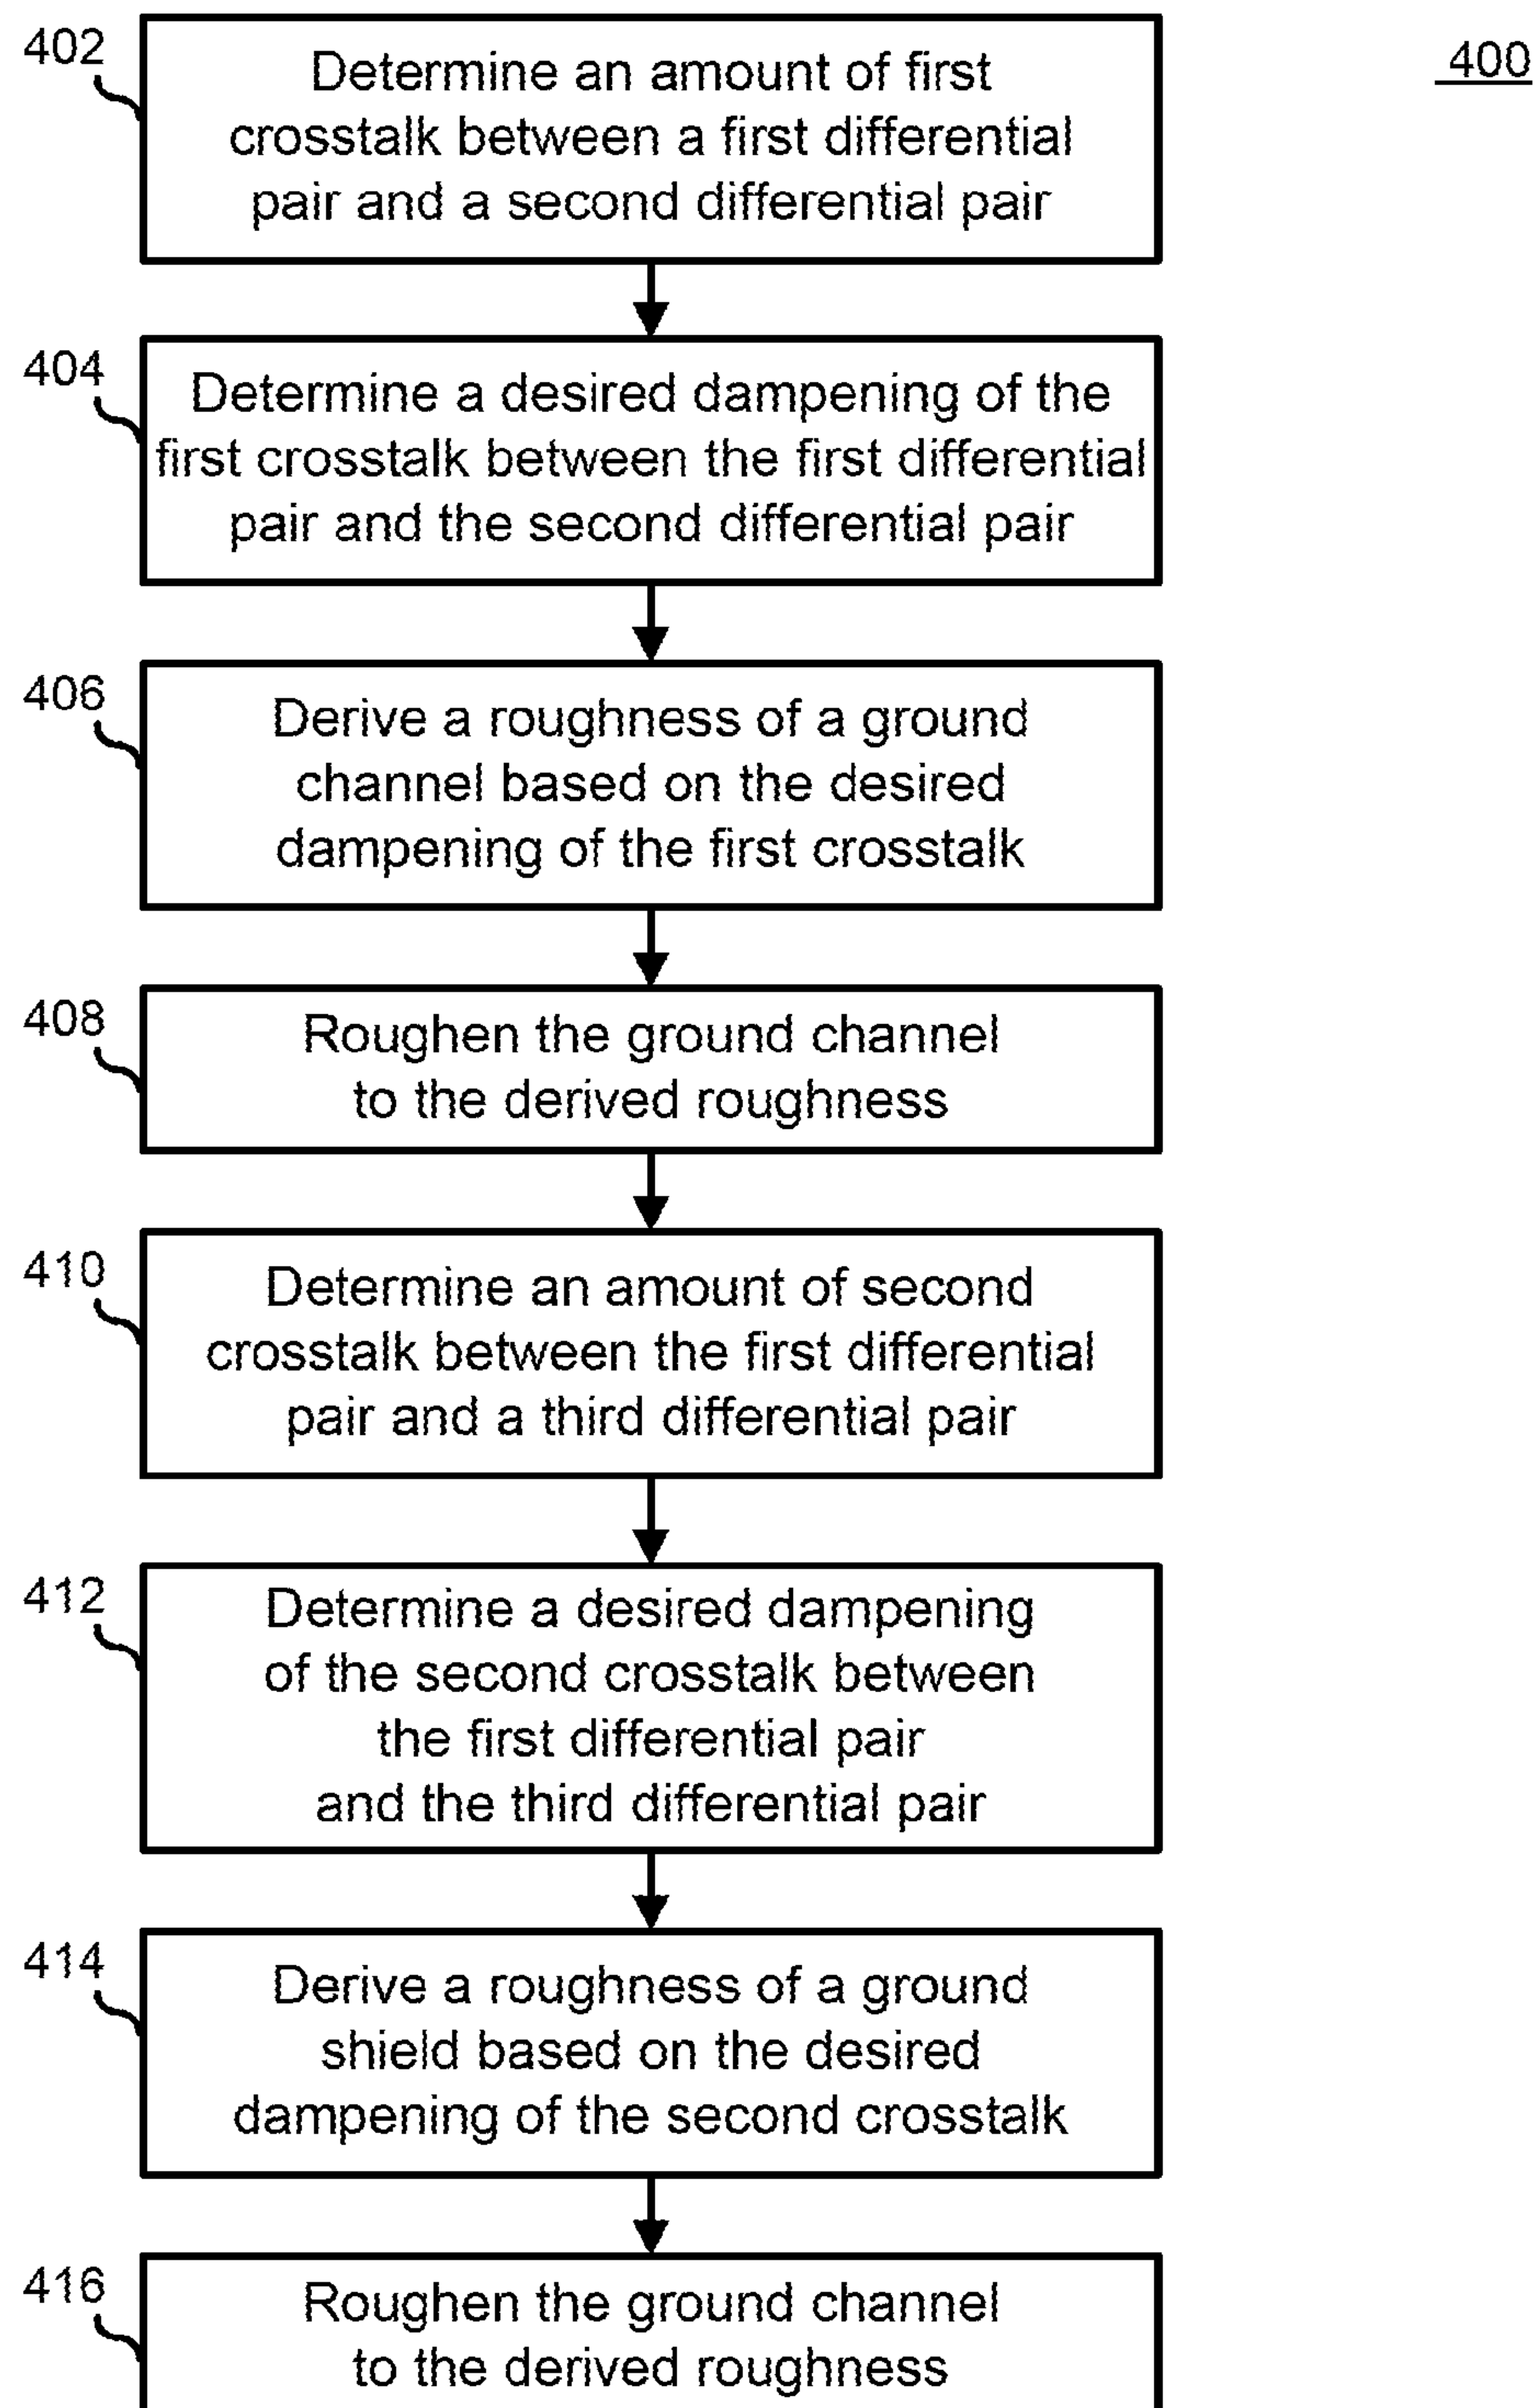 400
402
Determine an amount of first
crosstalk between a first differential
pair and a second differential pair
404
Determine a desired dampening of the
first crosstalk between the first differential
pair and the second differential pair
406
Derive a roughness of a ground
channel based on the desired
dampening of the first crosstalk
408
Roughen the ground channel
to the derived roughness
410
Determine an amount of second
crosstalk between the first differential
pair and a third differential pair
412
Determine a desired dampening
of the second crosstalk between
the first differential pair
and the third differential pair
414
Derive a roughness of a ground
shield based on the desired
dampening of the second crosstalk
416
Roughen the ground channel
to the derived roughness